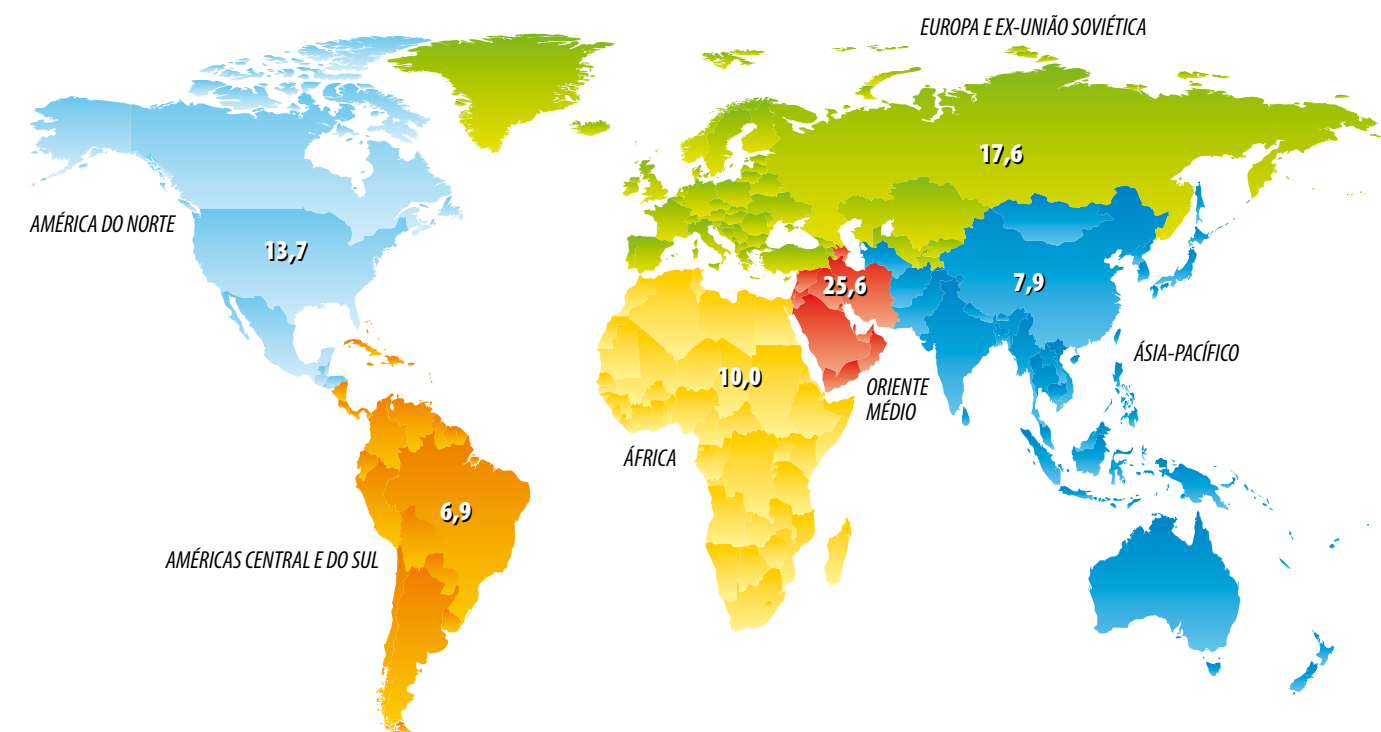 EUROPA E EX-UNIÃO SOVIÉTICA
17,6
AMÉRICA DO NORTE
13,7
25,6
7,9
ÁSIA-PACÍFICO
10,0
ORIENTE
MÉDIO
ÁFRICA
6,9
AMÉRICAS CENTRAL E DO SUL